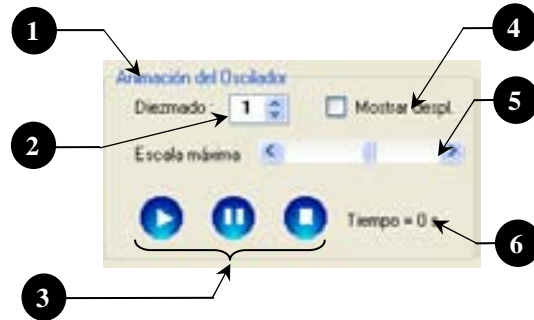 1
4
Animación del Oscilador
Diezmado : 1 Mostrar despl.
5
2
Escala máxima
Tiempo = 0 s
6
3